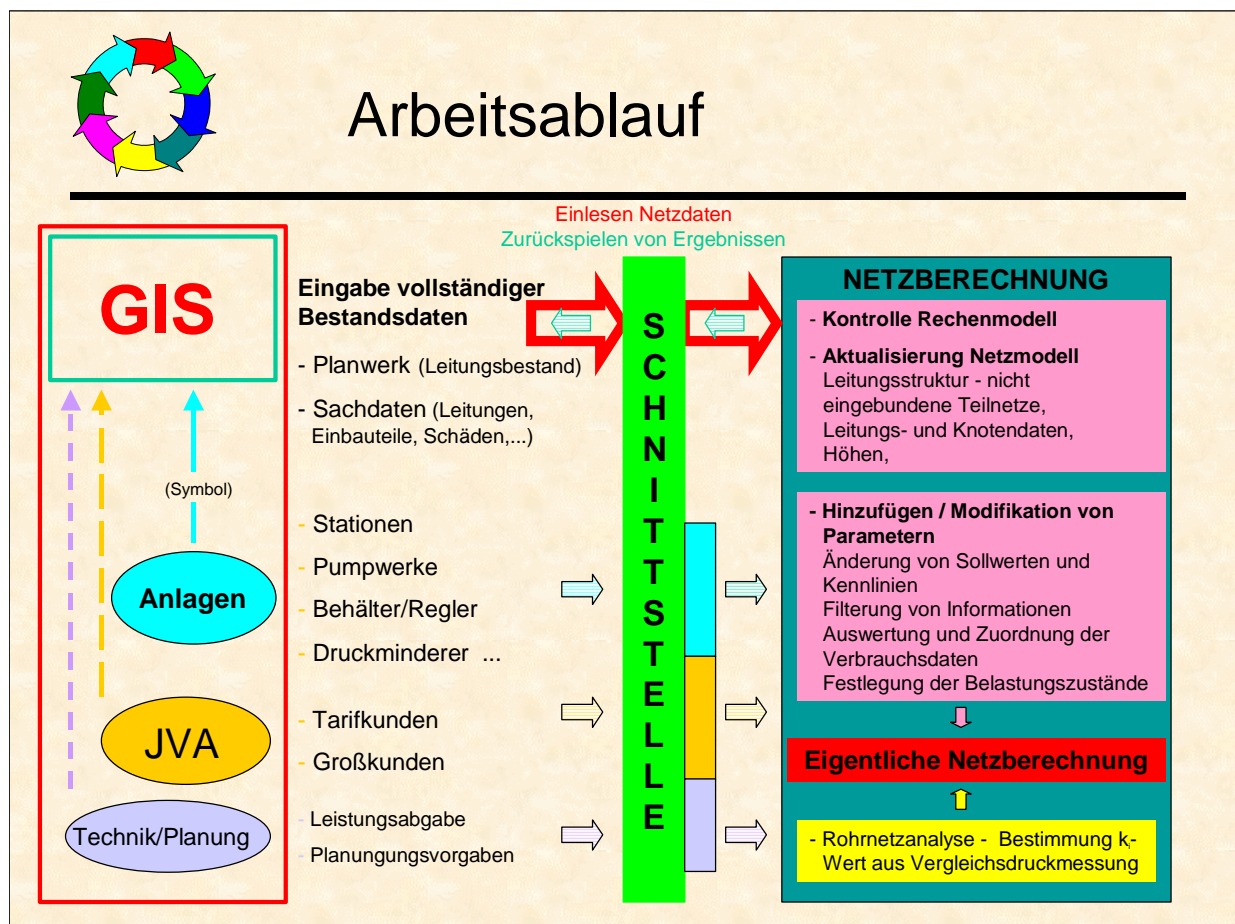 Arbeitsablauf
Einlesen Netzdaten
Zurückspielen von Ergebnissen
GIS
(Symbol)
Anlagen
JVA
Technik/Planung
Eingabe vollständiger
Bestandsdaten
- Planwerk (Leitungsbestand)
- Sachdaten (Leitungen,
Einbauteile, Schäden,...)
- Stationen
- Pumpwerke
- Behälter/Regler
- Druckminderer ...
- Tarifkunden
- Großkunden
- Leistungsabgabe
- Planungungsvorgaben
S
C
H
N
I
T
T
S
T
E
L
L
E
NETZBERECHNUNG
- Kontrolle Rechenmodell
- Aktualisierung Netzmodell
Leitungsstruktur - nicht
eingebundene Teilnetze,
Leitungs- und Knotendaten,
Höhen,
- Hinzufügen / Modifikation von
Parametern
Änderung von Sollwerten und
Kennlinien
Filterung von Informationen
Auswertung und Zuordnung der
Verbrauchsdaten
Festlegung der Belastungszustände
Eigentliche Netzberechnung
- Rohrnetzanalyse - Bestimmung ki-
Wert aus Vergleichsdruckmessung